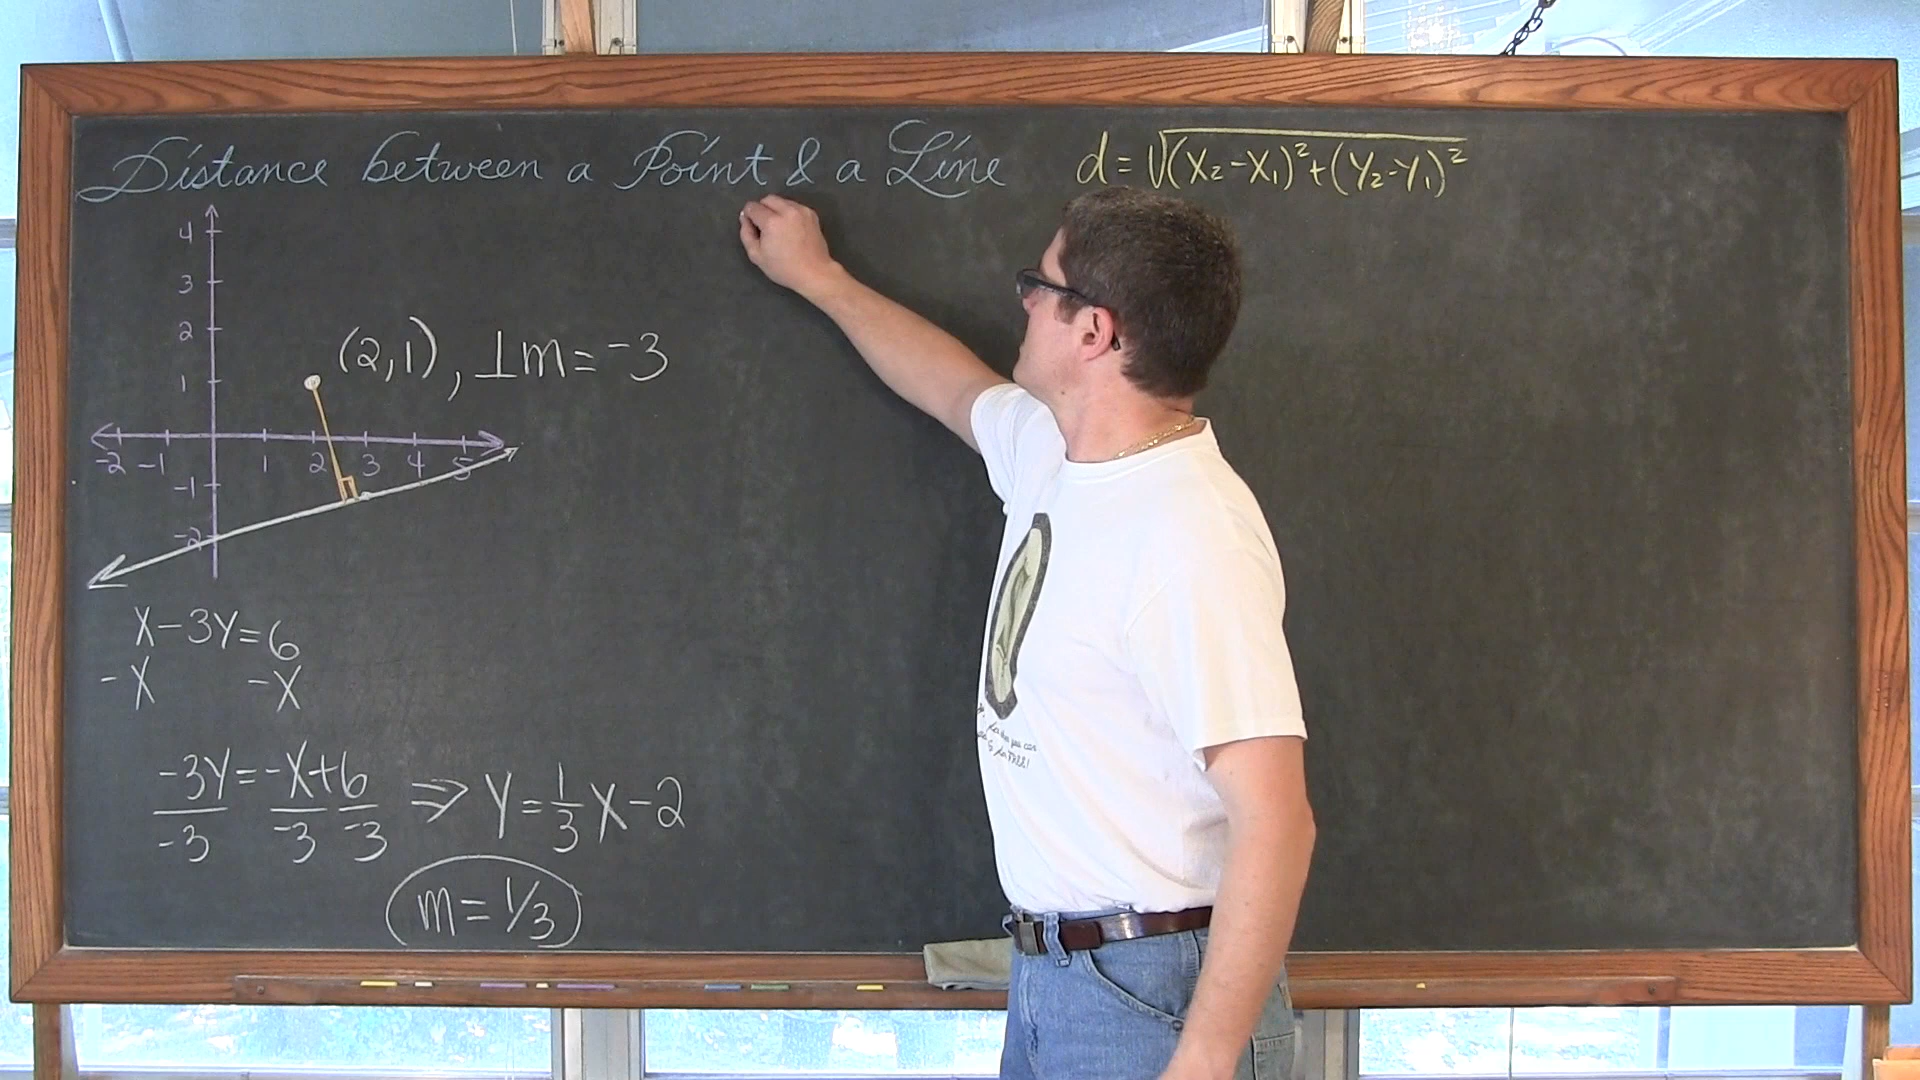 Distance between a Point & a Line
d = √(X₂-X₁)²+(Y₂-Y₁)²
4
3
2
1
-2 -1 1 2 3 4 5
-1
-2
(2,1), ⊥m = -3
X-3Y=6
-X -X
-3Y=-X+6 ⇒ Y=1/3X-2
-3 -3 -3
m = 1/3